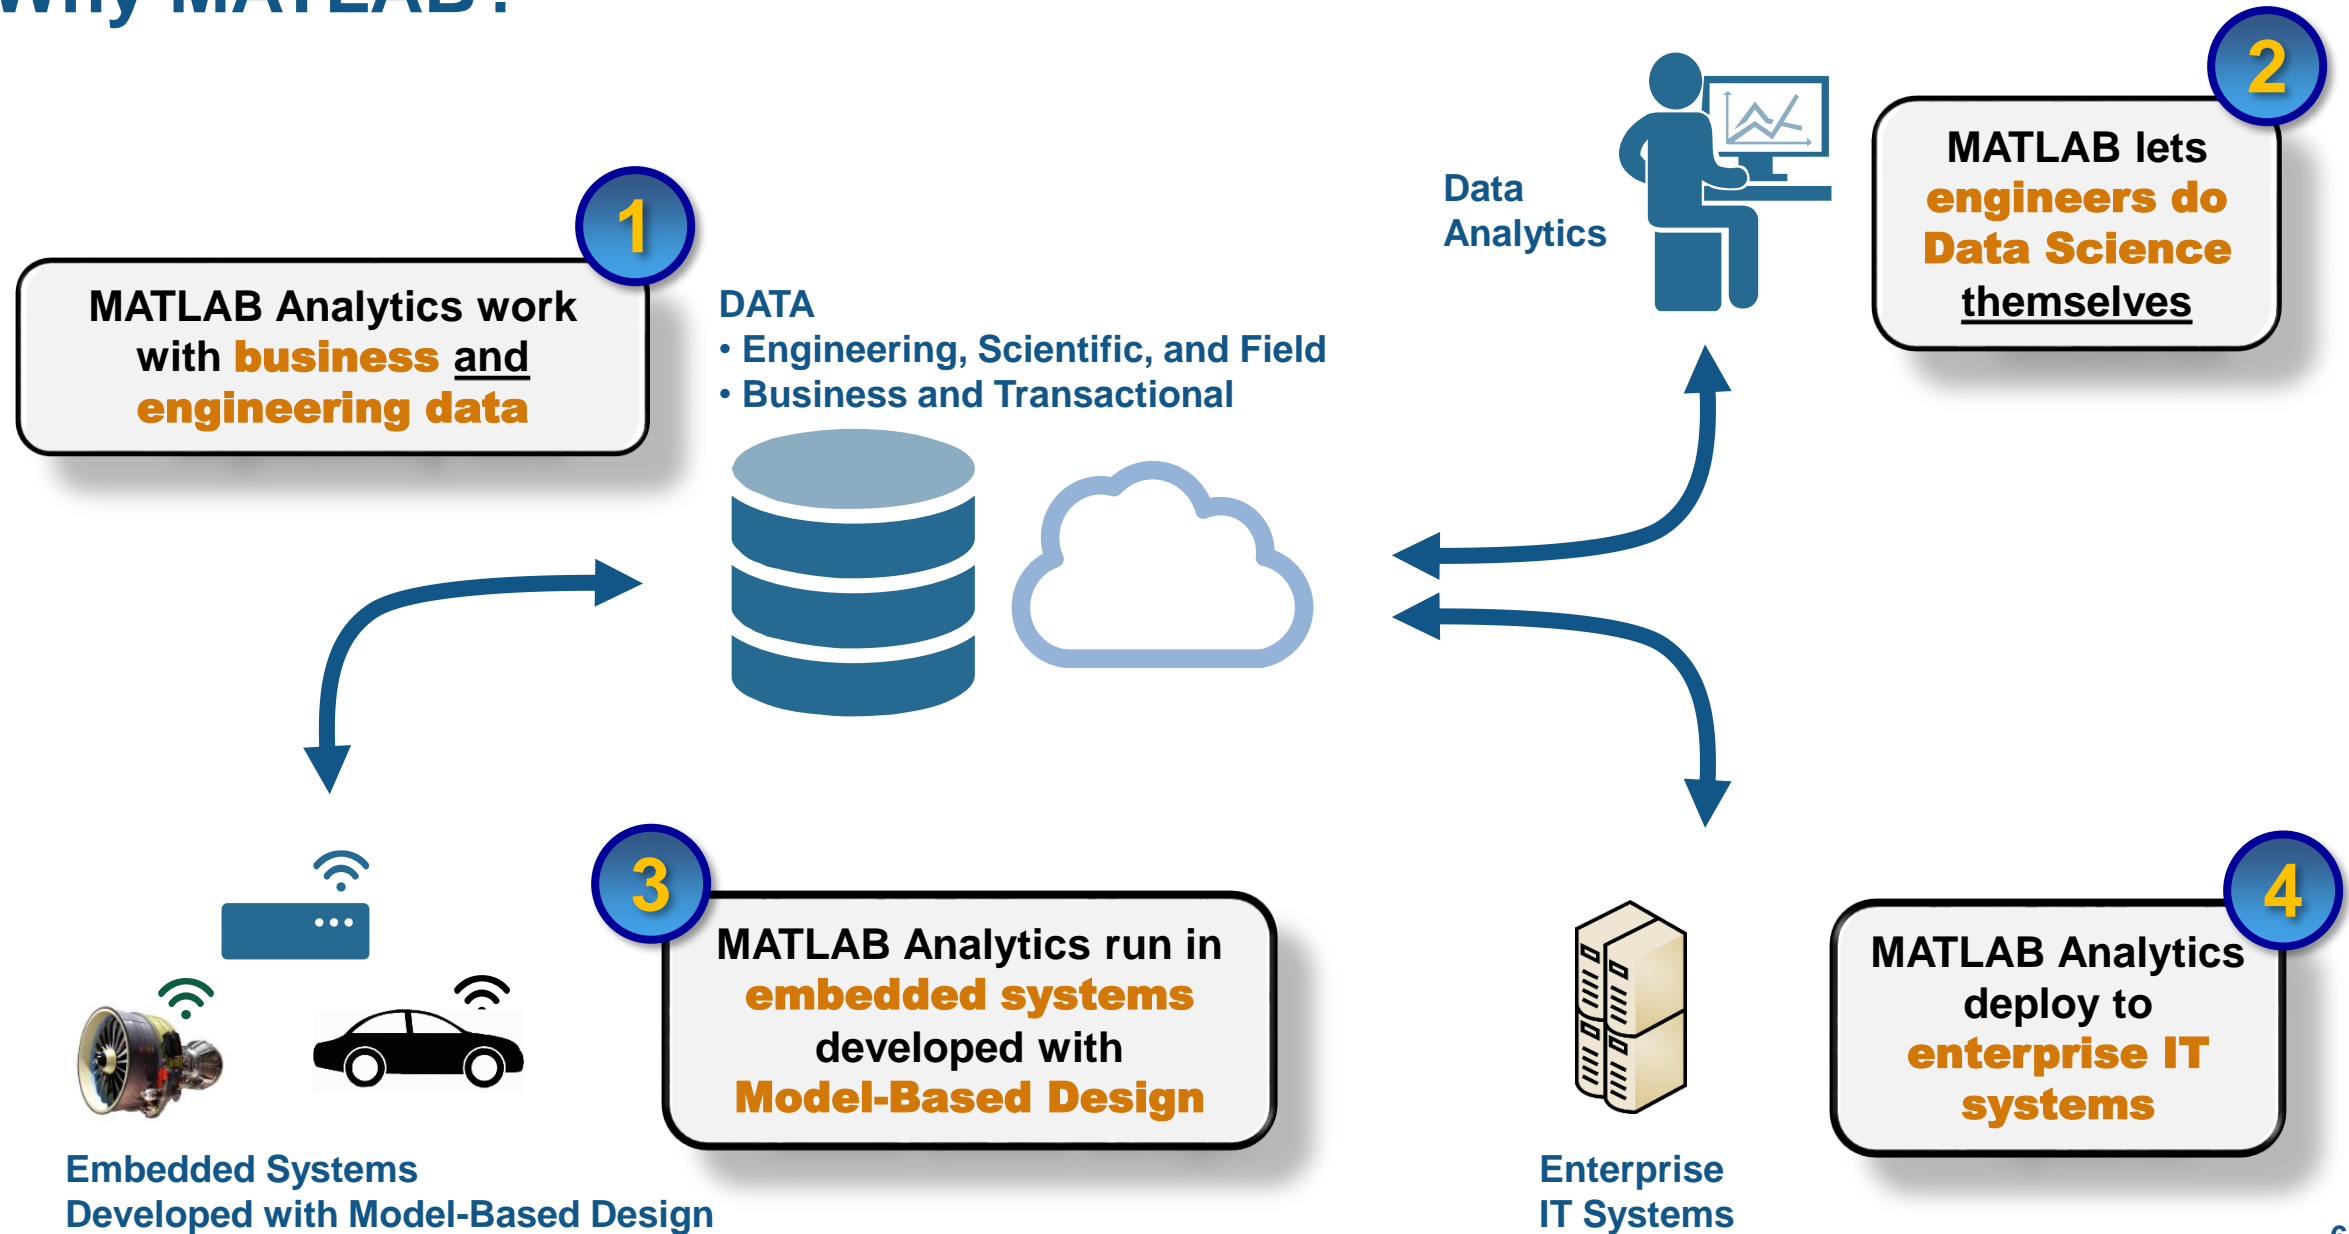 Why MATLAB?
1
MATLAB Analytics work
with business and
engineering data
DATA
• Engineering, Scientific, and Field
• Business and Transactional
Data
Analytics
2
MATLAB lets
engineers do
Data Science
themselves
3
MATLAB Analytics run in
embedded systems
developed with
Model-Based Design
4
MATLAB Analytics
deploy to
enterprise IT
systems
Embedded Systems
Developed with Model-Based Design
Enterprise
IT Systems
6